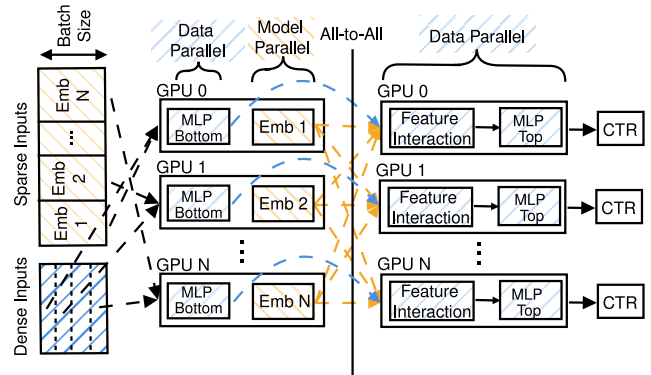 Batch
Size
Data
Parallel
Model
Parallel
All-to-All
Data Parallel
Sparse Inputs
Emb
N
...
Emb
2
Emb
1
Dense Inputs
GPU 0
MLP
Bottom
Emb 1
GPU 1
MLP
Bottom
Emb 2
GPU N
MLP
Bottom
Emb N
GPU 0
Feature
Interaction
MLP
Top
CTR
GPU 1
Feature
Interaction
MLP
Top
CTR
GPU N
Feature
Interaction
MLP
Top
CTR